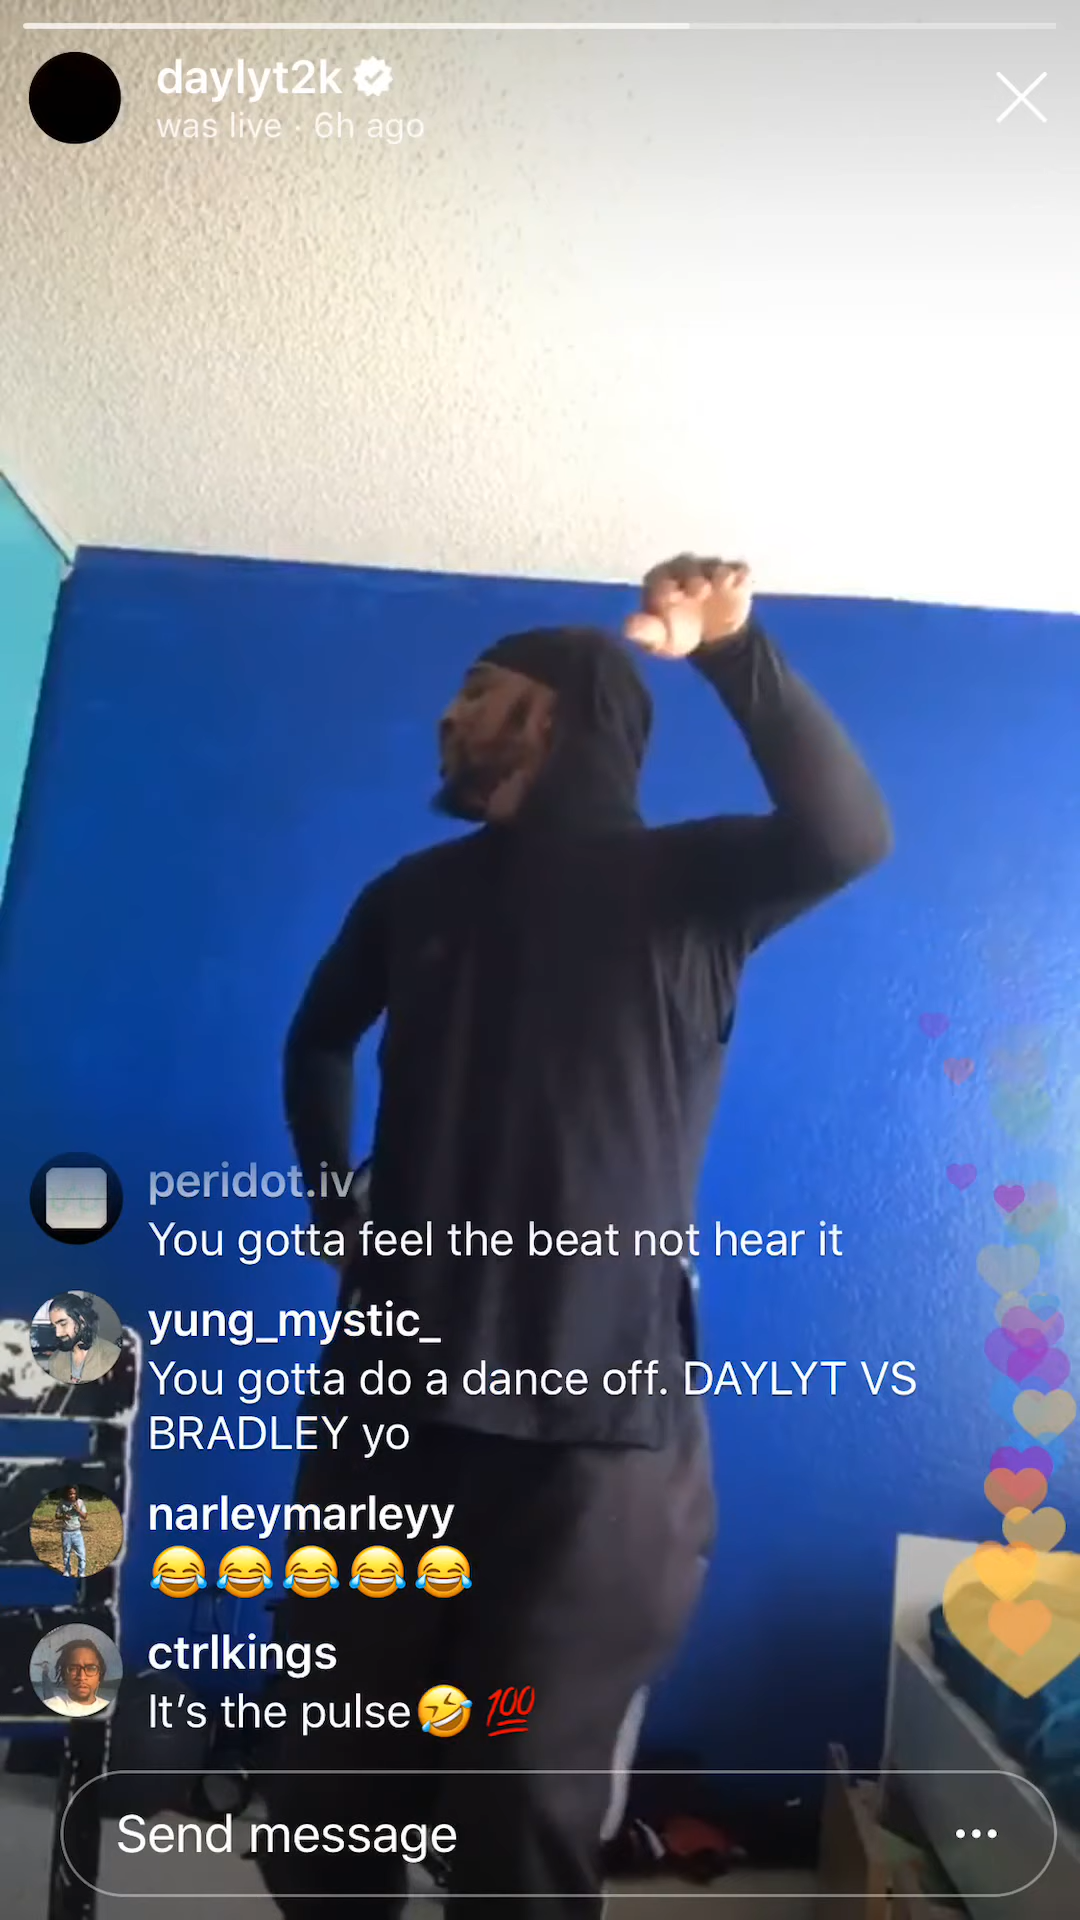 daylyt2k
was live · 6h ago
peridot.iv
You gotta feel the beat not hear it
yung_mystic_
You gotta do a dance off. DAYLYT VS
BRADLEY yo
narleymarleyy
😂😂😂😂😂
ctrlkings
It’s the pulse🤣 💯
Send message